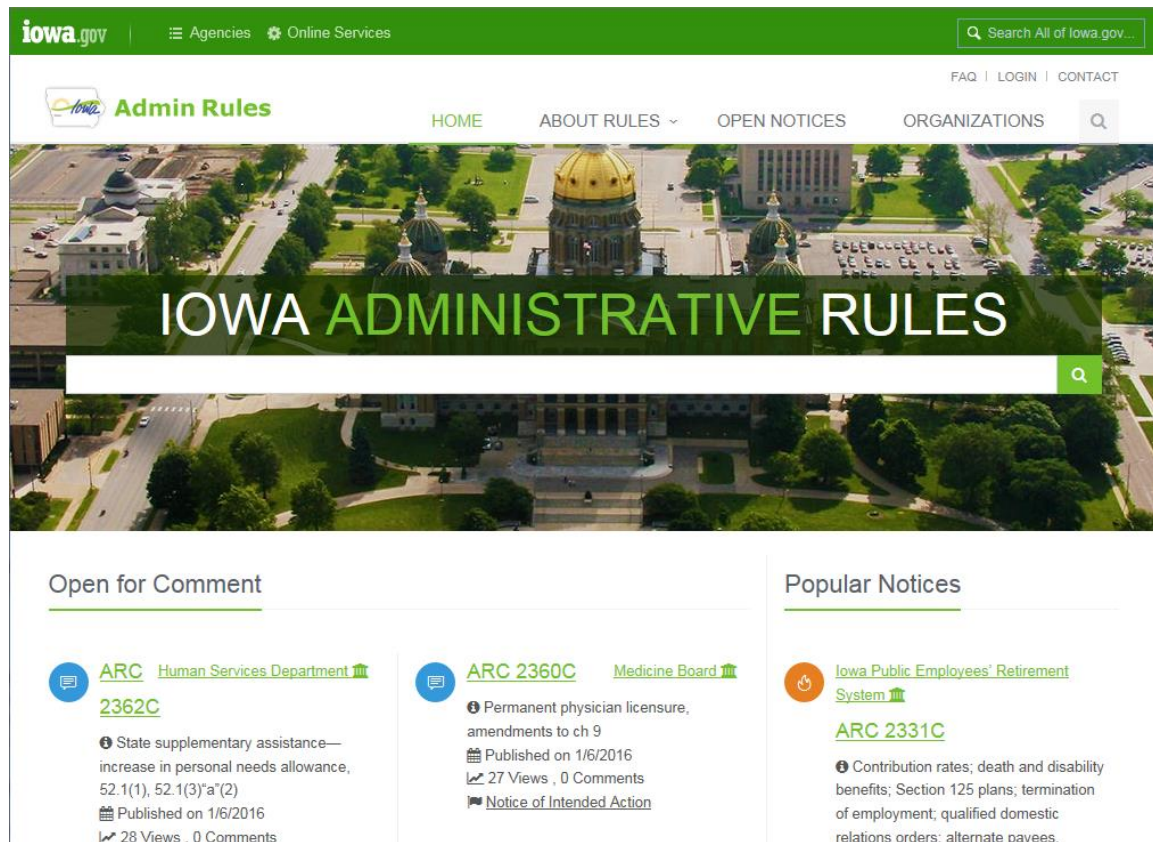 iowa.gov
Agencies
Online Services
Search All of Iowa.gov...
FAQ | LOGIN | CONTACT
Iowa
Admin Rules
HOME
ABOUT RULES
OPEN NOTICES
ORGANIZATIONS
IOWA ADMINISTRATIVE RULES
Open for Comment
ARC
2362C
Human Services Department
State supplementary assistance—
increase in personal needs allowance,
52.1(1), 52.1(3)"a"(2)
Published on 1/6/2016
28 Views , 0 Comments
ARC 2360C
Medicine Board
Permanent physician licensure,
amendments to ch 9
Published on 1/6/2016
27 Views , 0 Comments
Notice of Intended Action
Popular Notices
Iowa Public Employees' Retirement
System
ARC 2331C
Contribution rates; death and disability
benefits; Section 125 plans; termination
of employment; qualified domestic
relations orders; alternate payees,